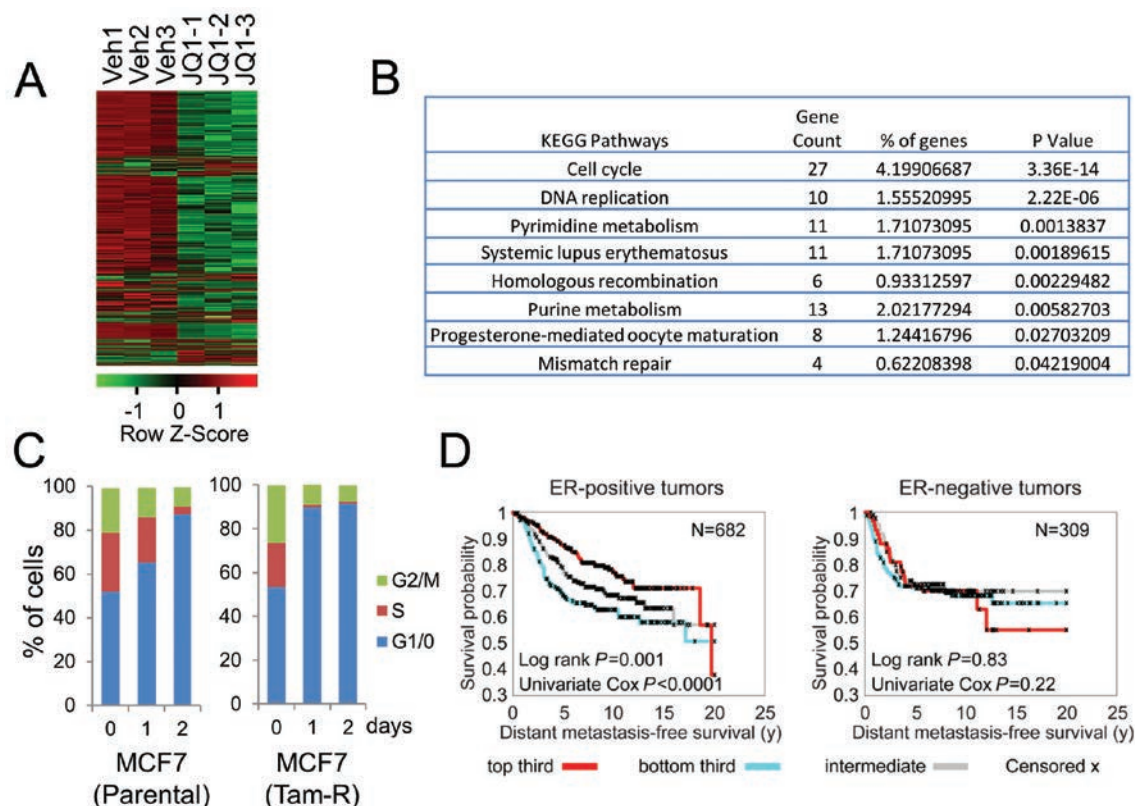 A
Veh1 Veh2 Veh3 JQ1-1 JQ1-2 JQ1-3
-1 0 1
Row Z-Score
B
KEGG Pathways Gene Count % of genes P Value
Cell cycle 27 4.19906687 3.36E-14
DNA replication 10 1.55520995 2.22E-06
Pyrimidine metabolism 11 1.71073095 0.0013837
Systemic lupus erythematosus 11 1.71073095 0.00189615
Homologous recombination 6 0.93312597 0.00229482
Purine metabolism 13 2.02177294 0.00582703
Progesterone-mediated oocyte maturation 8 1.24416796 0.02703209
Mismatch repair 4 0.62208398 0.04219004
C
% of cells
100
80
60
40
20
0
0 1 2
MCF7
(Parental)
100
80
60
40
20
0
0 1 2 days
MCF7
(Tam-R)
G2/M
S
G1/0
D
ER-positive tumors
N=682
Survival probability
1
0.9
0.8
0.7
0.6
0.5
0.4
0.3
Log rank P=0.001
Univariate Cox P<0.0001
0 5 10 15 20 25
Distant metastasis-free survival (y)
ER-negative tumors
N=309
Survival probability
1
0.9
0.8
0.7
0.6
0.5
0.4
0.3
Log rank P=0.83
Univariate Cox P=0.22
0 5 10 15 20 25
Distant metastasis-free survival (y)
top third bottom third intermediate Censored x